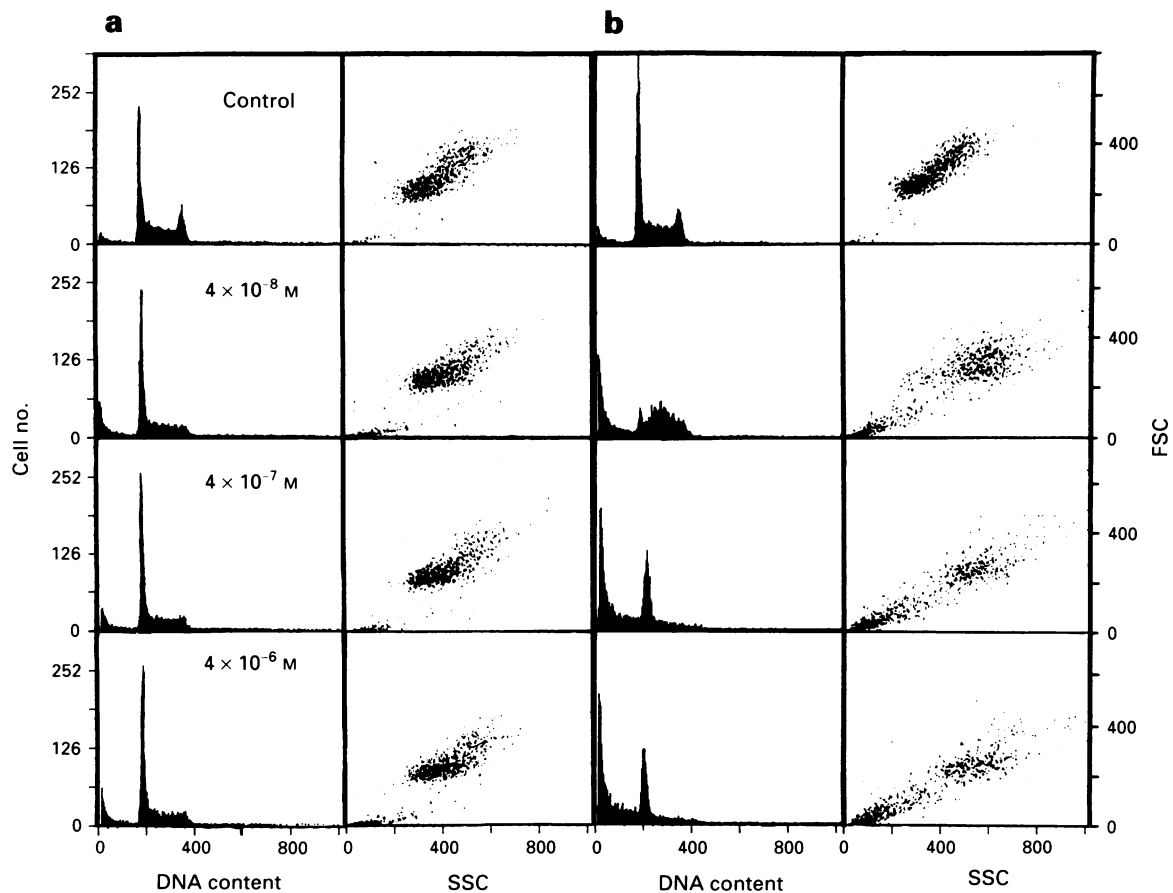 a b
252
126
0
Control
400
0
252
126
0
4 × 10⁻⁸ M
400
0
252
126
0
4 × 10⁻⁷ M
400
0
252
126
0
4 × 10⁻⁶ M
400
0
Cell no.
FSC
0 400 800 0 400 800 0 400 800 0 400 800
DNA content SSC DNA content SSC